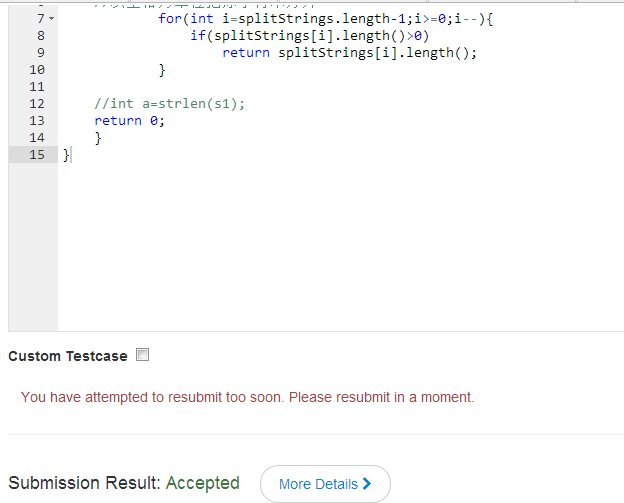 7
for(int i=splitStrings.length-1;i>=0;i--){
8
if(splitStrings[i].length()>0)
9
return splitStrings[i].length();
10
}
11
12
//int a=strlen(s1);
13
return 0;
14
}
15
}
Custom Testcase
You have attempted to resubmit too soon. Please resubmit in a moment.
Submission Result: Accepted
More Details